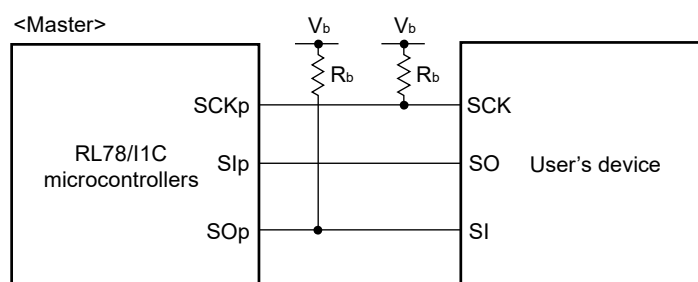 <Master>
Vb Vb
Rb Rb
SCKp SCK
RL78/I1C
microcontrollers
SIp SO
User's device
SOp SI